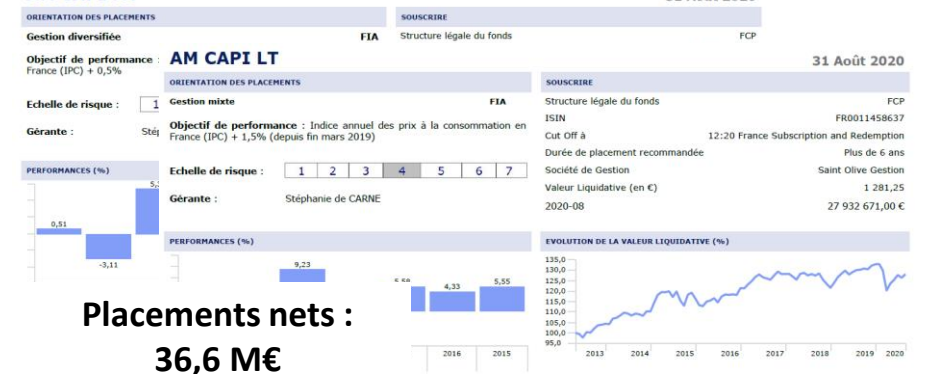 ORIENTATION DES PLACEMENTS
SOUSCRIRE
Gestion diversifiée FIA
Structure légale du fonds FCP
Objectif de performance :
France (IPC) + 0,5%
Echelle de risque : 1
Gérante :
PERFORMANCES (%)
0,51
-3,11
AM CAPI LT
31 Août 2020
ORIENTATION DES PLACEMENTS
Gestion mixte FIA
Objectif de performance : Indice annuel des prix à la consommation en
France (IPC) + 1,5% (depuis fin mars 2019)
Echelle de risque : 1 2 3 4 5 6 7
Gérante : Stéphanie de CARNE
SOUSCRIRE
Structure légale du fonds FCP
ISIN FR0011458637
Cut Off à 12:20 France Subscription and Redemption
Durée de placement recommandée Plus de 6 ans
Société de Gestion Saint Olive Gestion
Valeur Liquidative (en €) 1 281,25
2020-08 27 932 671,00 €
PERFORMANCES (%)
9,23
4,33
5,55
2016 2015
EVOLUTION DE LA VALEUR LIQUIDATIVE (%)
135,0
130,0
125,0
120,0
115,0
110,0
105,0
100,0
95,0
2013 2014 2015 2016 2017 2018 2019 2020
Placements nets :
36,6 M€